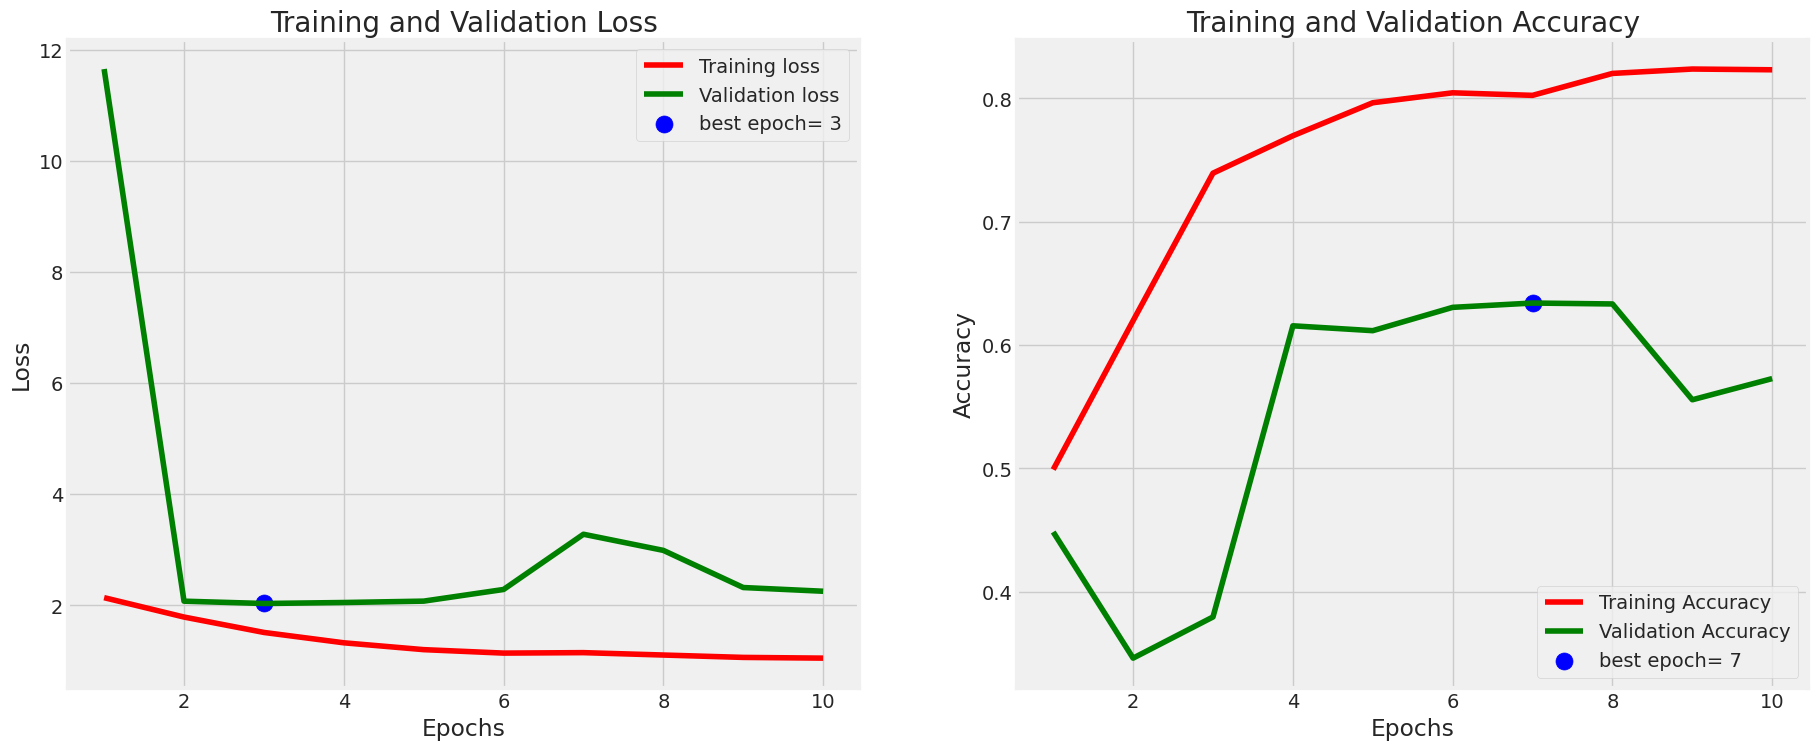 Training and Validation Loss
12
10
8
6
4
2
Loss
Training loss
Validation loss
best epoch= 3
2 4 6 8 10
Epochs
Training and Validation Accuracy
0.8
0.7
0.6
0.5
0.4
Accuracy
Training Accuracy
Validation Accuracy
best epoch= 7
2 4 6 8 10
Epochs